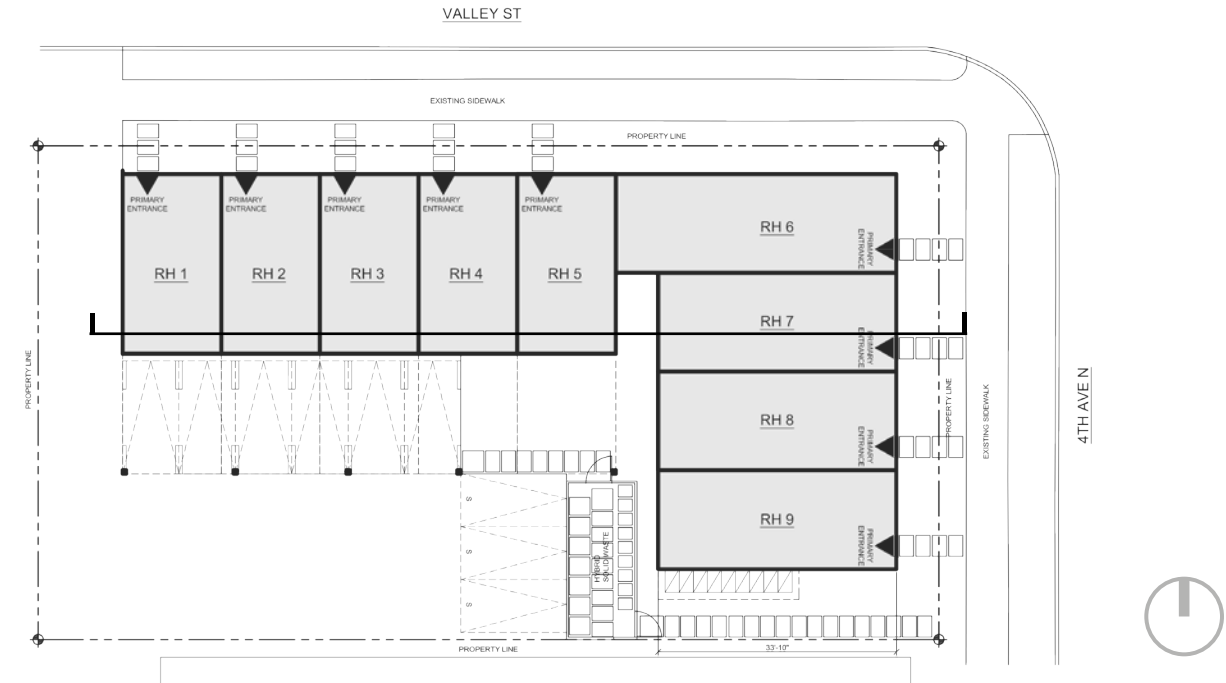 VALLEY ST
EXISTING SIDEWALK
PROPERTY LINE
PRIMARY
ENTRANCE
PRIMARY
ENTRANCE
PRIMARY
ENTRANCE
PRIMARY
ENTRANCE
PRIMARY
ENTRANCE
RH 1
RH 2
RH 3
RH 4
RH 5
RH 6
PRIMARY
ENTRANCE
RH 7
PRIMARY
ENTRANCE
RH 8
PRIMARY
ENTRANCE
RH 9
PRIMARY
ENTRANCE
PROPERTY LINE
PROPERTY LINE
EXISTING SIDEWALK
4TH AVE N
S
S
S
HYBRID
SOLID WASTE
PROPERTY LINE
33'-10"